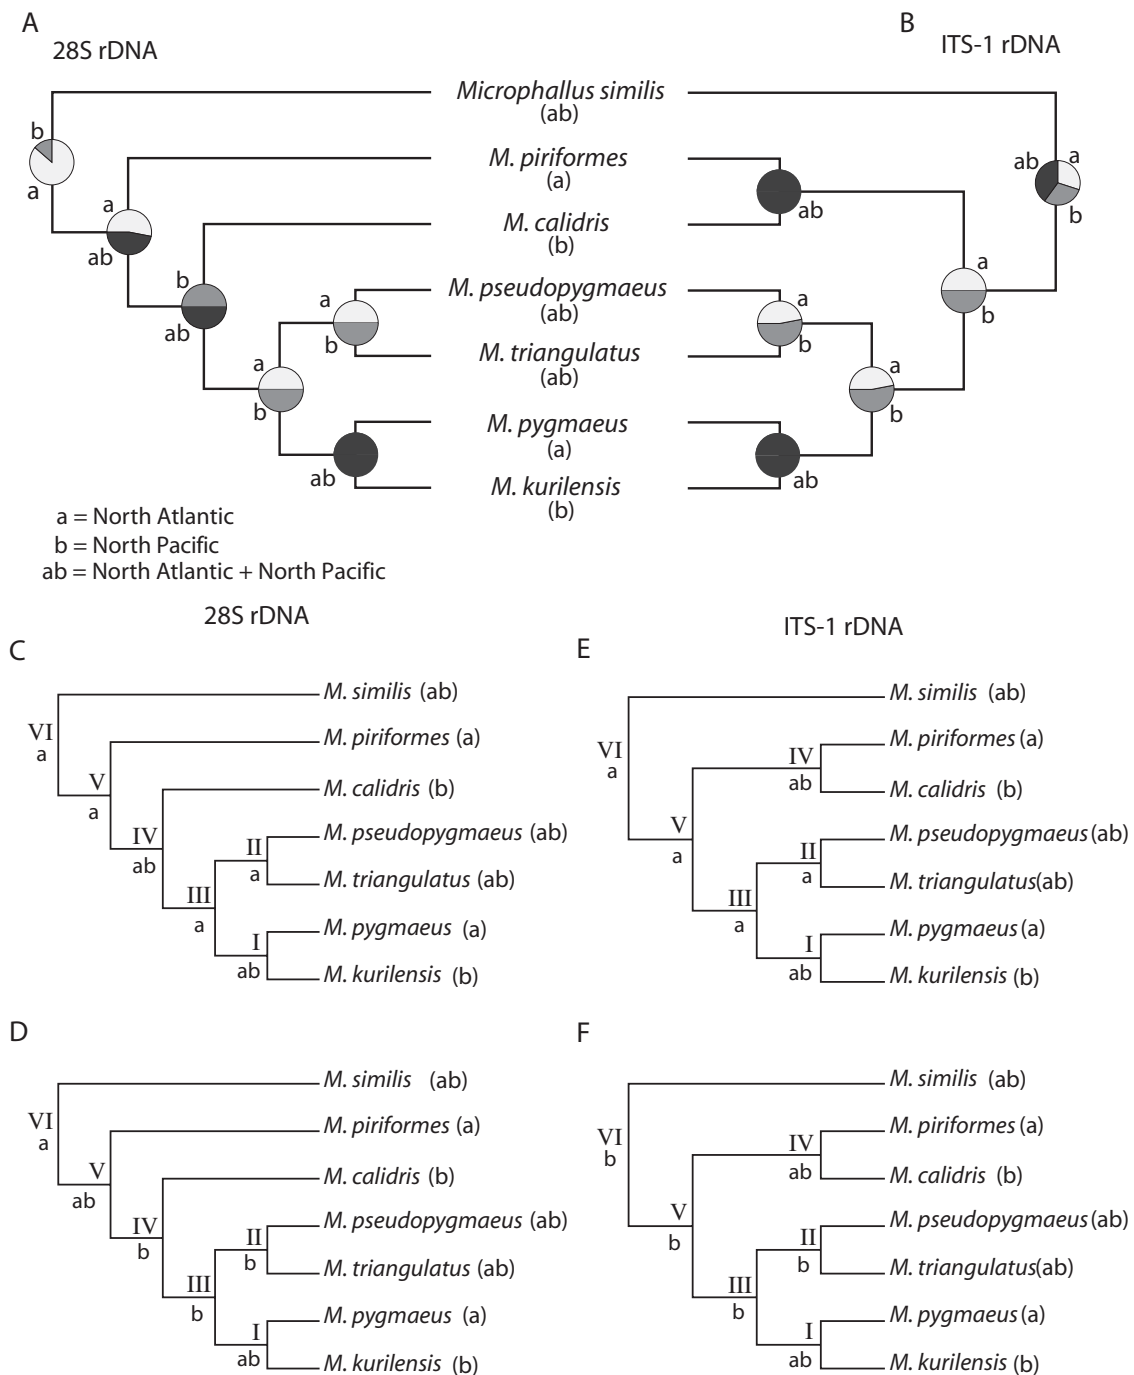 A
28S rDNA
B
ITS-1 rDNA
Microphallus similis
(ab)
M. piriformes
(a)
M. calidris
(b)
M. pseudopygmaeus
(ab)
M. triangulatus
(ab)
M. pygmaeus
(a)
M. kurilensis
(b)
b
a
a
ab
b
ab
a
b
a
b
ab
ab
a
b
ab
a
b
a
b
a
b
ab
a = North Atlantic
b = North Pacific
ab = North Atlantic + North Pacific
28S rDNA
ITS-1 rDNA
C
M. similis (ab)
M. piriformes (a)
M. calidris (b)
M. pseudopygmaeus (ab)
M. triangulatus (ab)
M. pygmaeus (a)
M. kurilensis (b)
VI
a
V
a
IV
ab
III
a
II
a
I
ab
E
M. similis (ab)
M. piriformes (a)
M. calidris (b)
M. pseudopygmaeus (ab)
M. triangulatus(ab)
M. pygmaeus (a)
M. kurilensis (b)
VI
a
V
a
IV
ab
III
a
II
a
I
ab
D
M. similis (ab)
M. piriformes (a)
M. calidris (b)
M. pseudopygmaeus (ab)
M. triangulatus (ab)
M. pygmaeus (a)
M. kurilensis (b)
VI
a
V
ab
IV
b
III
b
II
b
I
ab
F
M. similis (ab)
M. piriformes (a)
M. calidris (b)
M. pseudopygmaeus (ab)
M. triangulatus(ab)
M. pygmaeus (a)
M. kurilensis (b)
VI
b
V
b
IV
ab
III
b
II
b
I
ab